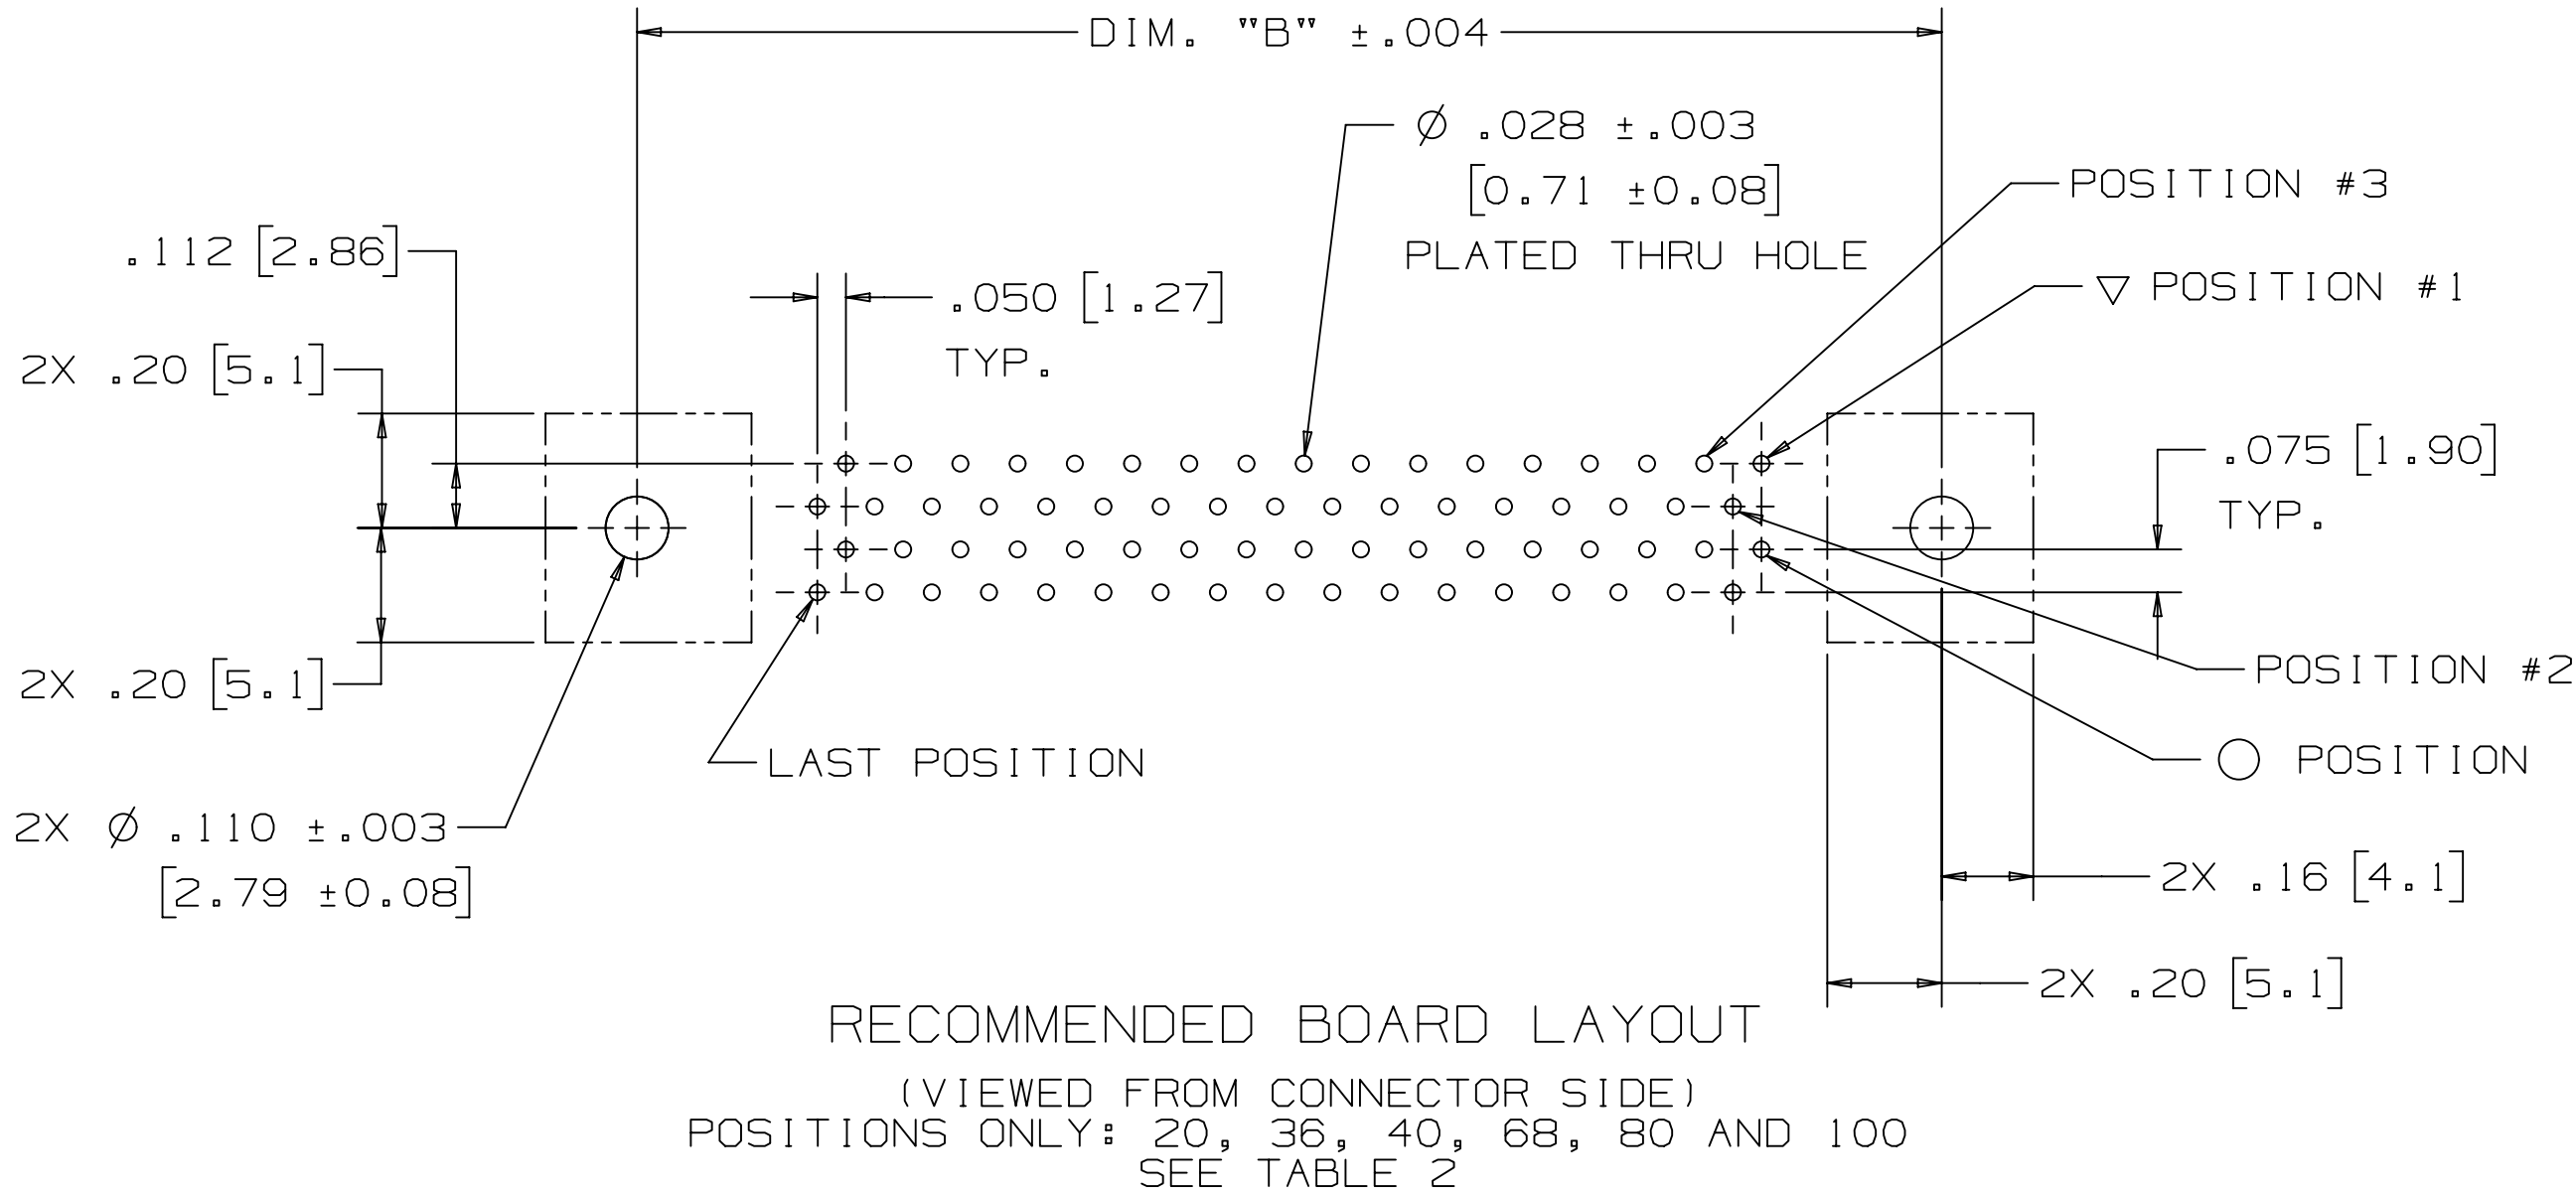 DIM. "B" ±.004
Ø .028 ±.003
[0.71 ±0.08]
PLATED THRU HOLE
POSITION #3
▽ POSITION #1
.112 [2.86]
.050 [1.27]
TYP.
2X .20 [5.1]
.075 [1.90]
TYP.
2X .20 [5.1]
POSITION #2
LAST POSITION
○ POSITION
2X Ø .110 ±.003
[2.79 ±0.08]
2X .16 [4.1]
2X .20 [5.1]
RECOMMENDED BOARD LAYOUT
(VIEWED FROM CONNECTOR SIDE)
POSITIONS ONLY: 20, 36, 40, 68, 80 AND 100
SEE TABLE 2